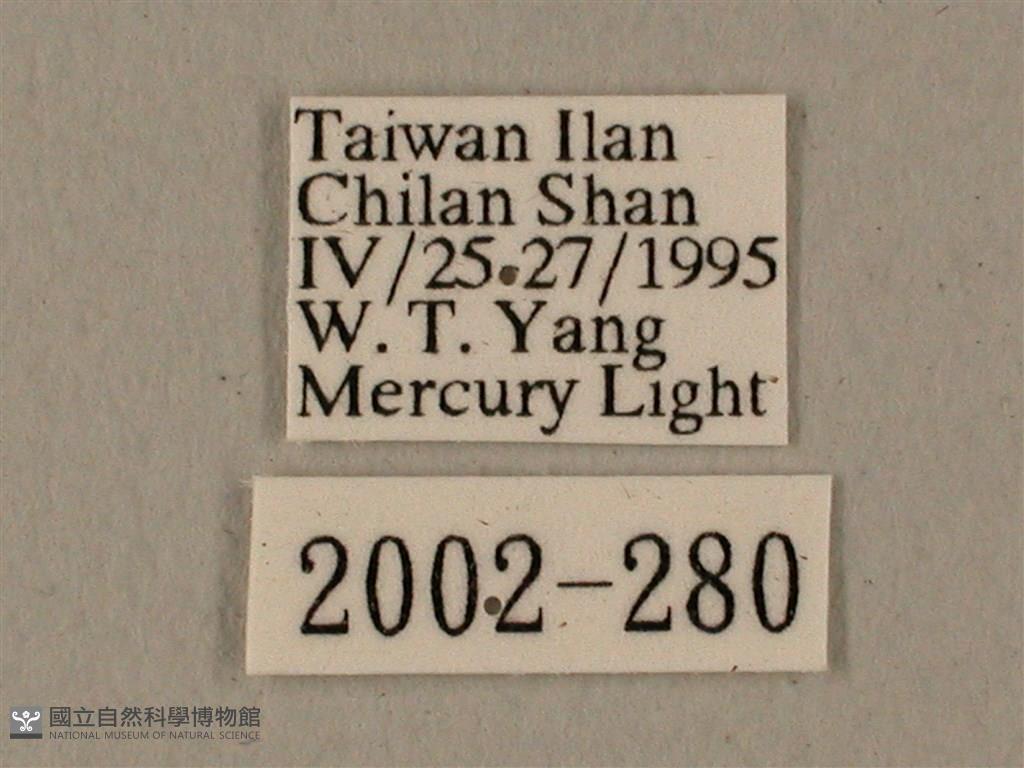 Taiwan Ilan
Chilan Shan
IV/25.27/1995
W. T. Yang
Mercury Light
2002-280
國立自然科學博物館
NATIONAL MUSEUM OF NATURAL SCIENCE